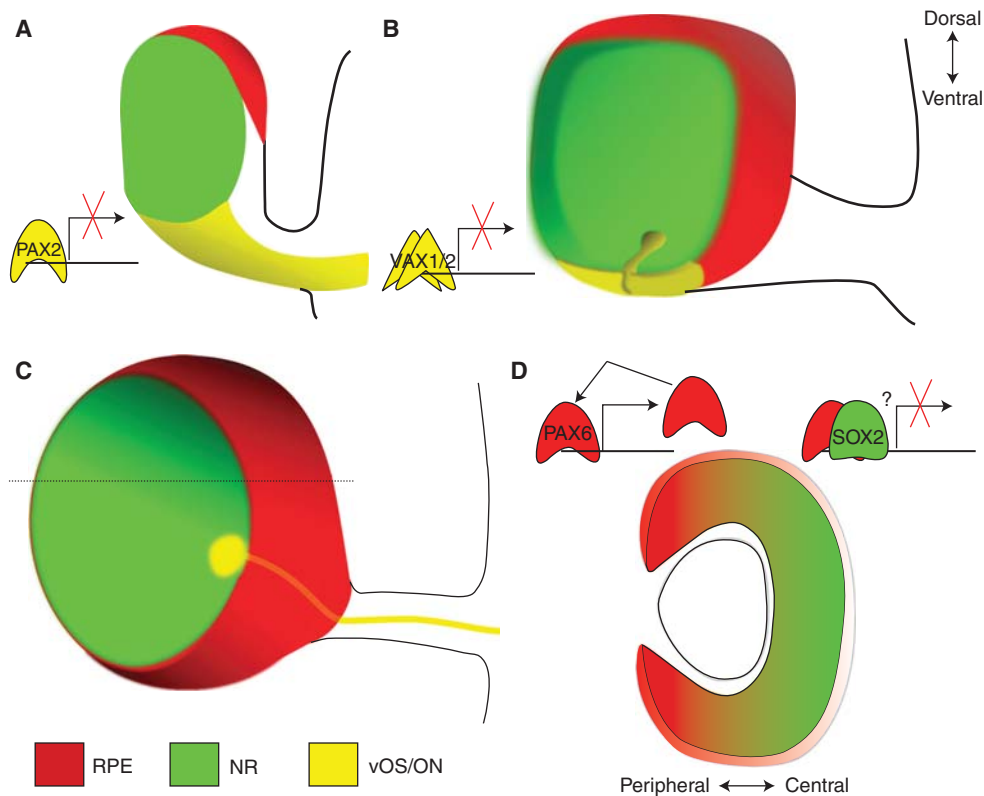 A
B
Dorsal
Ventral
PAX2
VAX1/2
C
D
PAX6
?
SOX2
RPE
NR
vOS/ON
Peripheral
Central